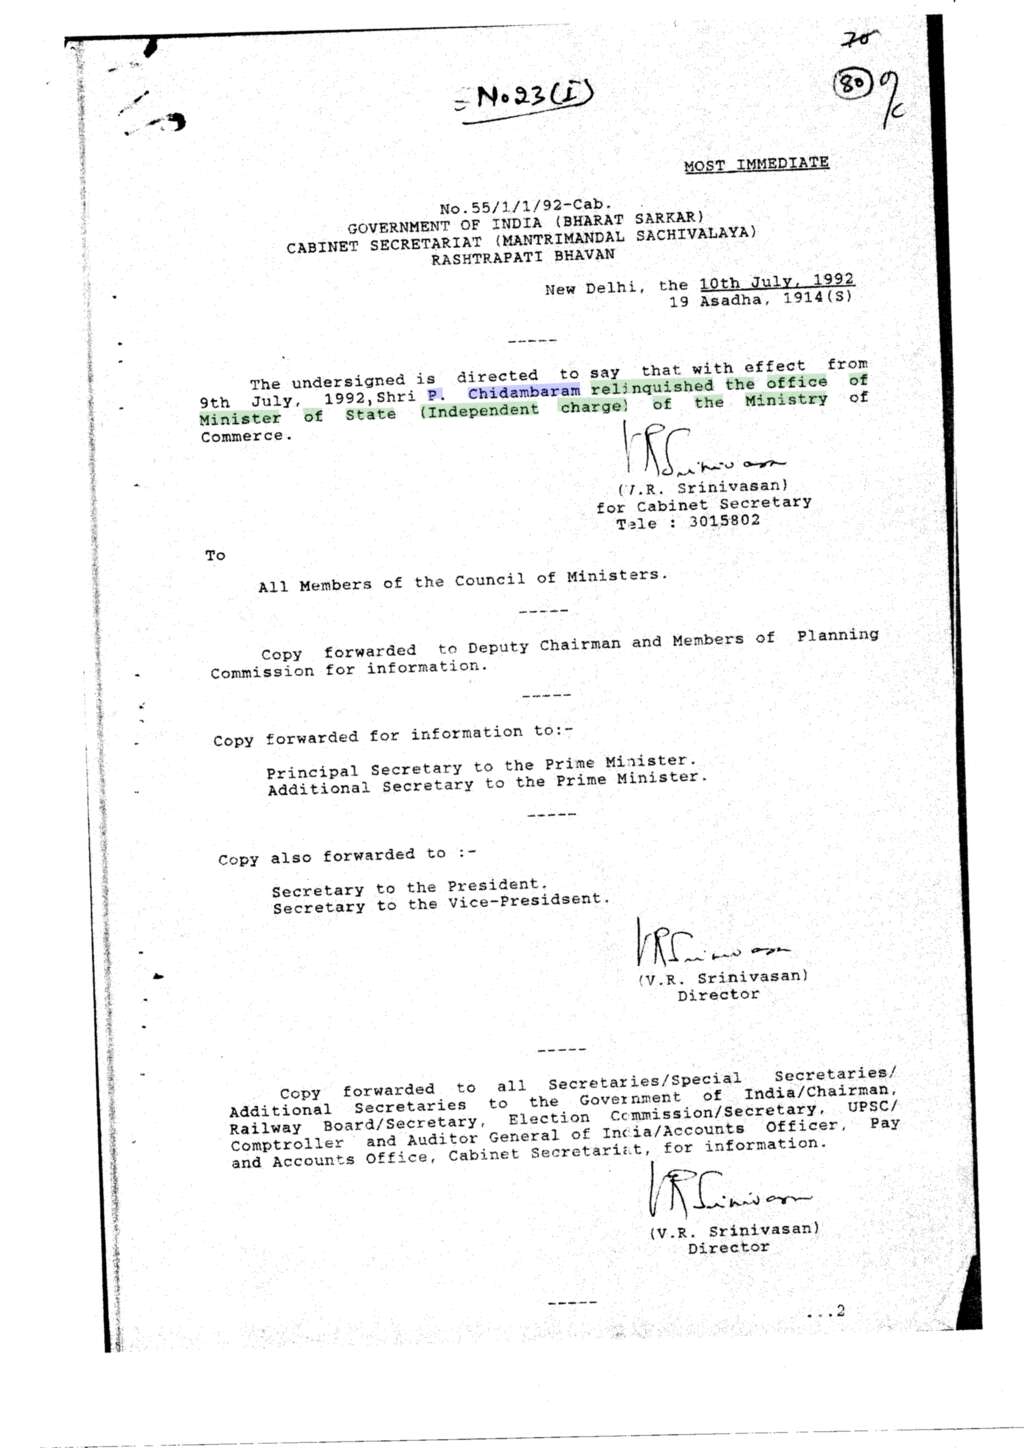 70
80
No 23 (I)
MOST IMMEDIATE
No.55/1/1/92-Cab.
GOVERNMENT OF INDIA (BHARAT SARKAR)
CABINET SECRETARIAT (MANTRIMANDAL SACHIVALAYA)
RASHTRAPATI BHAVAN
New Delhi, the 10th July, 1992
19 Asadha, 1914(S)
-----
The undersigned is directed to say that with effect from
9th July, 1992, Shri P. Chidambaram relinquished the office of
Minister of State (Independent charge) of the Ministry of
Commerce.
VRSrinivasan
(V.R. Srinivasan)
for Cabinet Secretary
Tele : 3015802
To
All Members of the Council of Ministers.
-----
Copy forwarded to Deputy Chairman and Members of Planning
Commission for information.
-----
Copy forwarded for information to:-
Principal Secretary to the Prime Minister.
Additional Secretary to the Prime Minister.
-----
Copy also forwarded to :-
Secretary to the President.
Secretary to the Vice-Presidsent.
VRSrinivasan
(V.R. Srinivasan)
Director
-----
Copy forwarded to all Secretaries/Special Secretaries/
Additional Secretaries to the Government of India/Chairman,
Railway Board/Secretary, Election Commission/Secretary, UPSC/
Comptroller and Auditor General of India/Accounts Officer, Pay
and Accounts Office, Cabinet Secretariat, for information.
VRSrinivasan
(V.R. Srinivasan)
Director
-----
...2